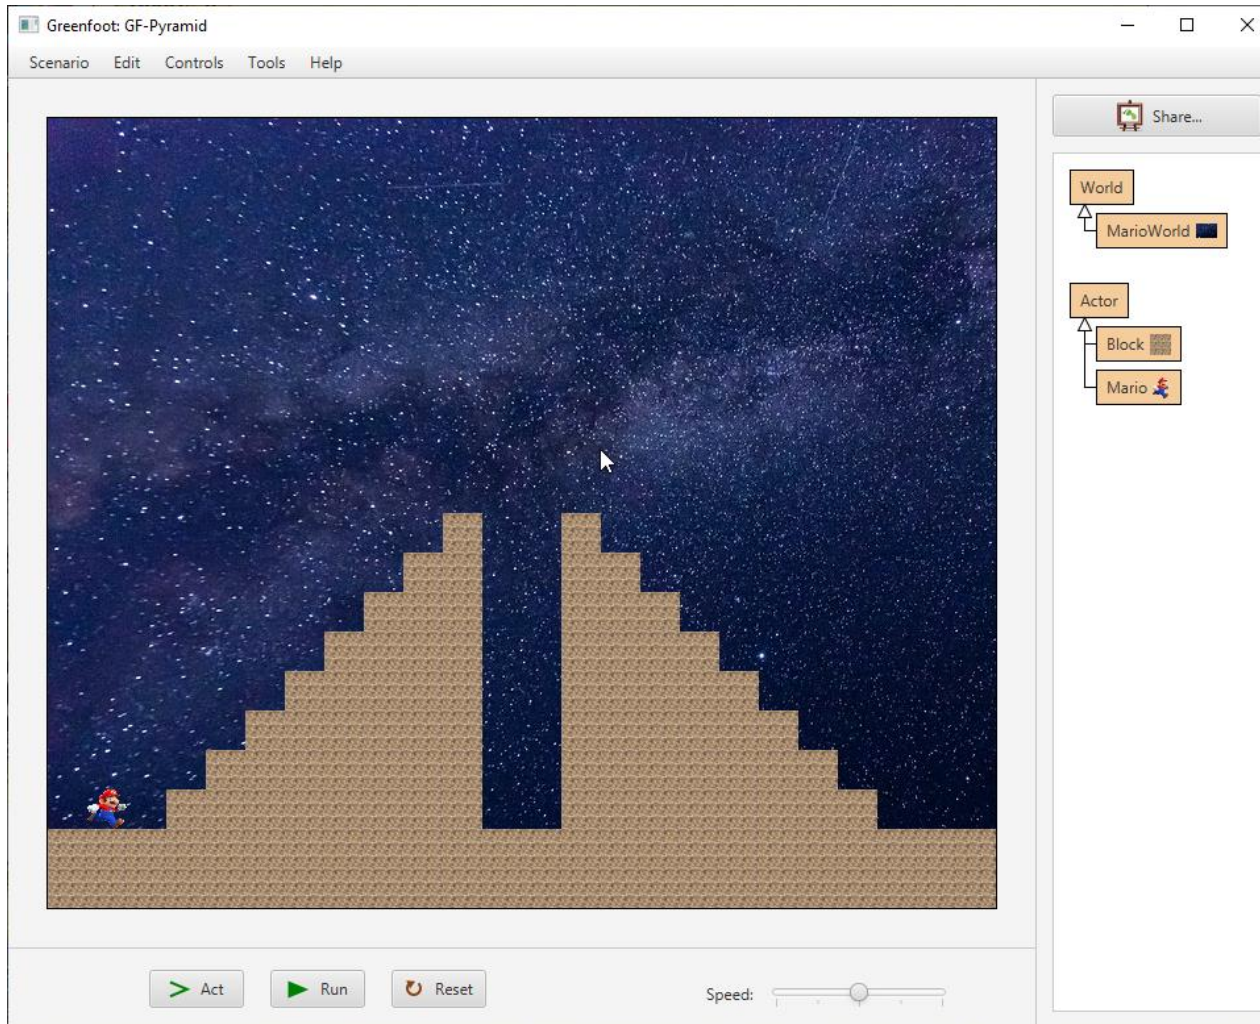 Greenfoot: GF-Pyramid
Scenario Edit Controls Tools Help
Share...
World
MarioWorld
Actor
Block
Mario
Act Run Reset Speed: